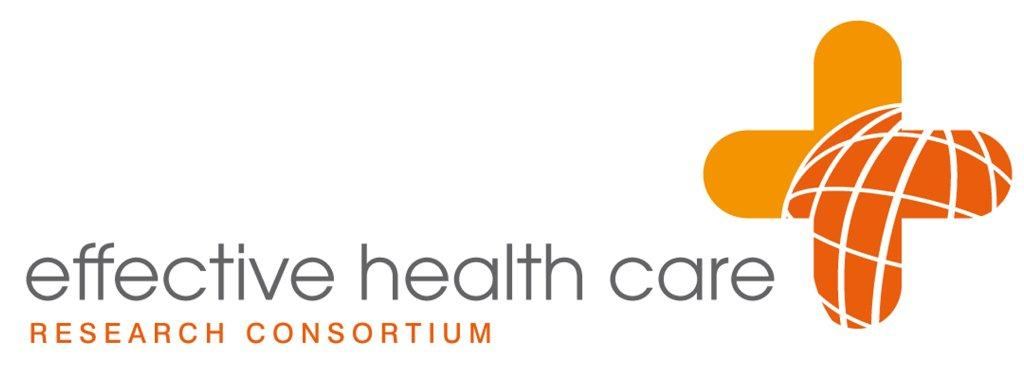 effective health care
RESEARCH CONSORTIUM